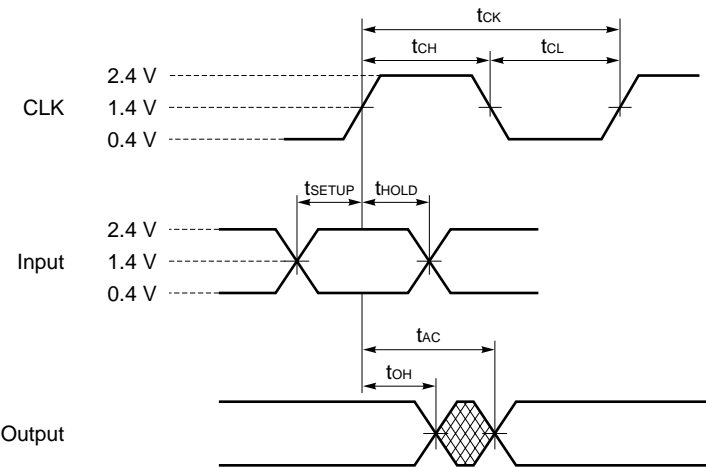 tCK
tCH tCL
2.4 V
CLK 1.4 V
0.4 V
tSETUP tHOLD
2.4 V
Input 1.4 V
0.4 V
tAC
tOH
Output